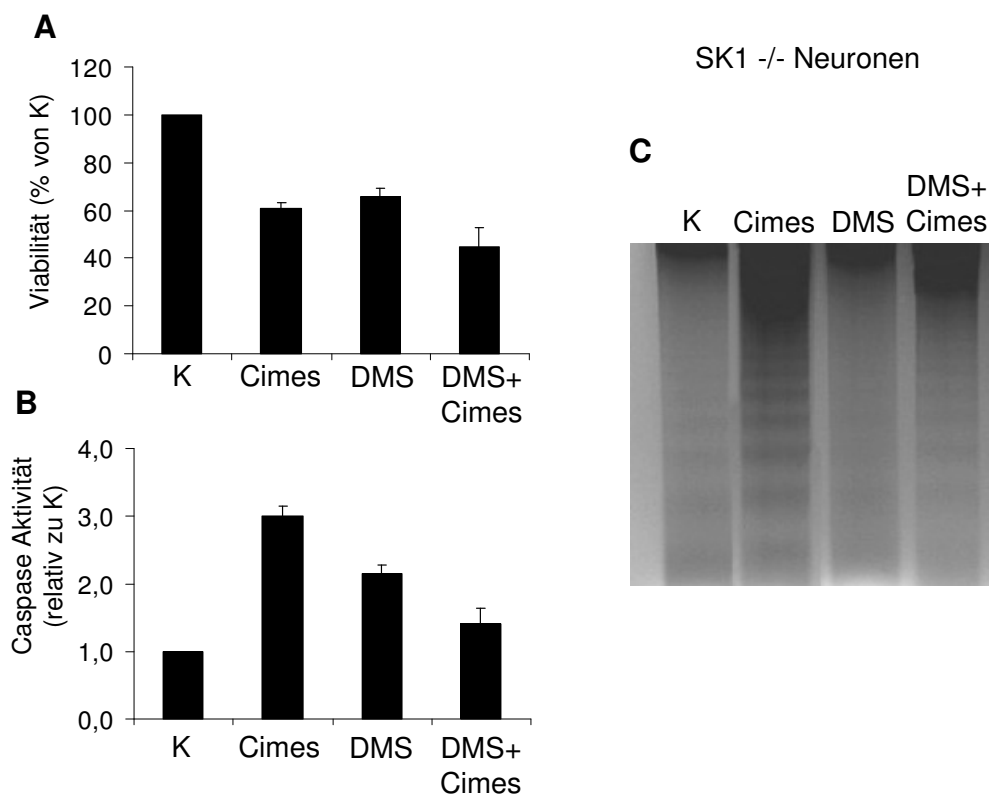 A
SK1 -/- Neuronen
Viabilität (% von K)
120
100
80
60
40
20
0
K Cimes DMS DMS+
Cimes
B
Caspase Aktivität
(relativ zu K)
4,0
3,0
2,0
1,0
0,0
K Cimes DMS DMS+
Cimes
C
K Cimes DMS DMS+
Cimes